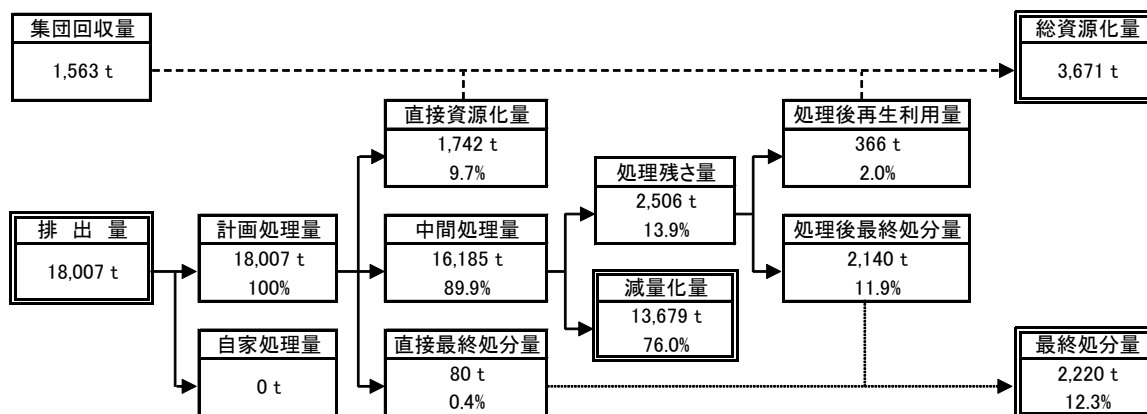 集団回収量
1,563 t
総資源化量
3,671 t
直接資源化量
1,742 t
9.7%
処理後再生利用量
366 t
2.0%
処理残さ量
2,506 t
13.9%
排 出 量
18,007 t
計画処理量
18,007 t
100%
中間処理量
16,185 t
89.9%
処理後最終処分量
2,140 t
11.9%
減量化量
13,679 t
76.0%
自家処理量
0 t
直接最終処分量
80 t
0.4%
最終処分量
2,220 t
12.3%